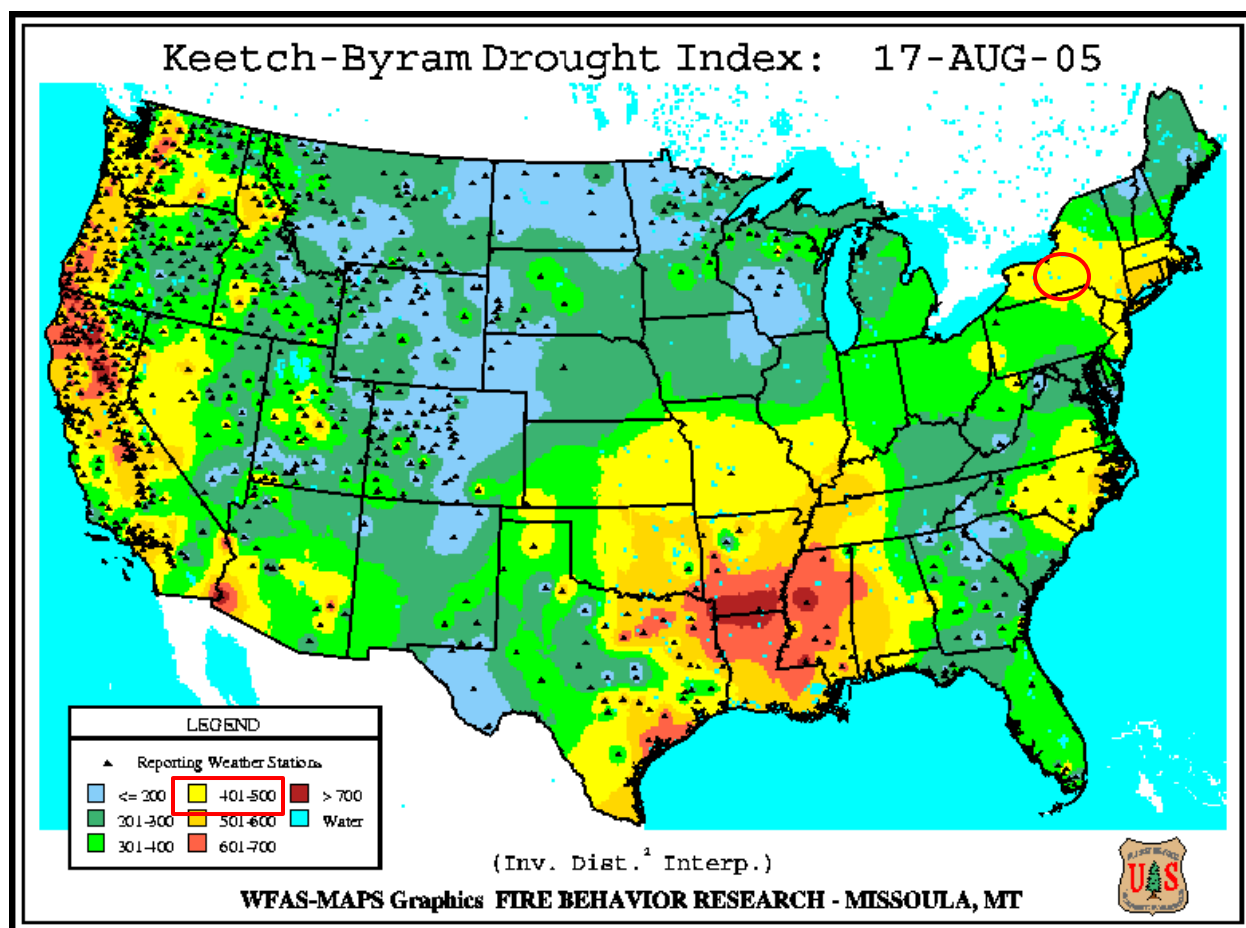 Keetch-Byram Drought Index: 17-AUG-05
LEGEND
Reporting Weather Stations
<= 200 401-500 > 700
201-300 501-600 Water
301-400 601-700
(Inv. Dist.² Interp.)
WFAS-MAPS Graphics FIRE BEHAVIOR RESEARCH - MISSOULA, MT
U S